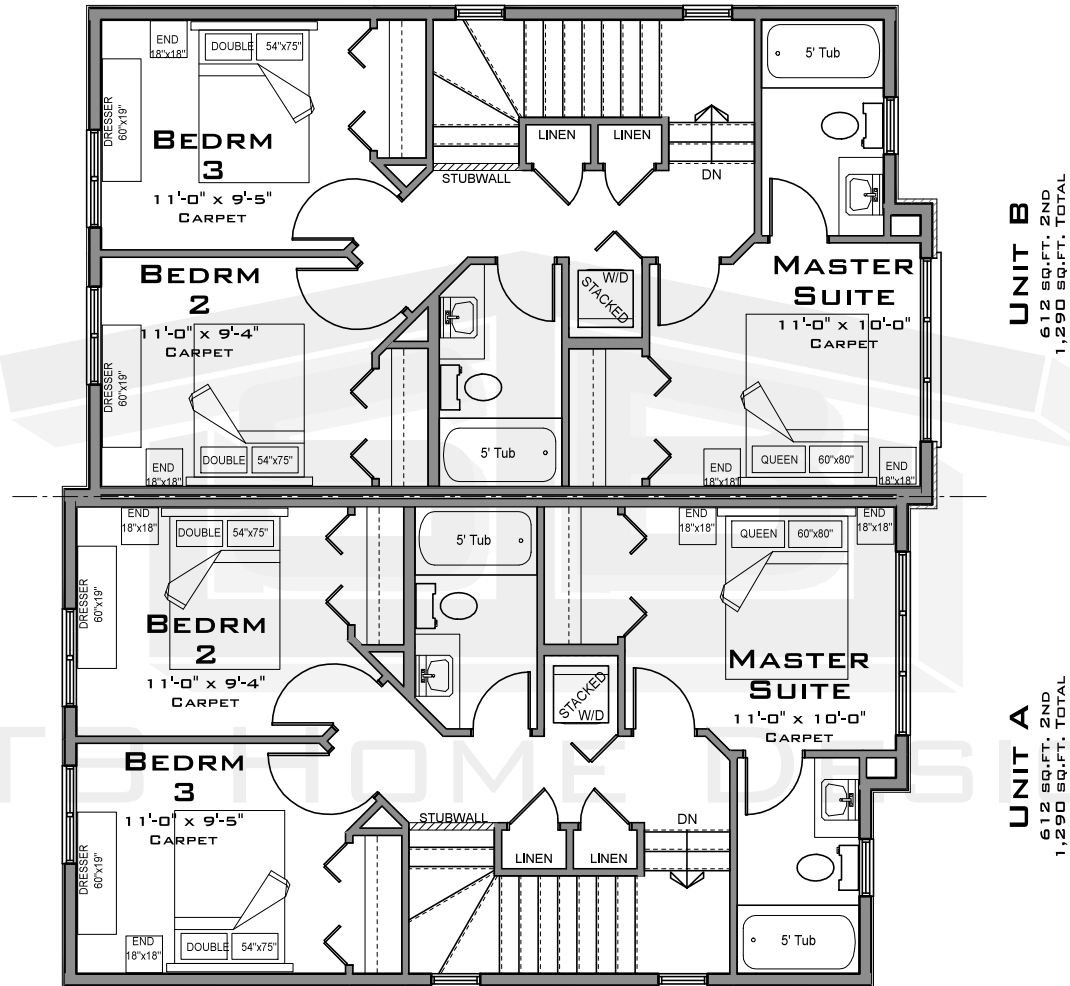 END
18"x18"
DOUBLE 54"x75"
5' Tub
DRESSER
60"x19"
BEDRM
3
11'-0" x 9'-5"
CARPET
LINEN
LINEN
STUBWALL
DN
UNIT B
612 SQ.FT. 2ND
1,290 SQ.FT. TOTAL
BEDRM
2
11'-0" x 9'-4"
CARPET
W/D
STACKED
MASTER
SUITE
11'-0" x 10'-0"
CARPET
DRESSER
60"x19"
END
18"x18"
DOUBLE 54"x75"
5' Tub
END
18"x18"
QUEEN 60"x80"
END
18"x18"
END
18"x18"
DOUBLE 54"x75"
5' Tub
END
18"x18"
QUEEN 60"x80"
END
18"x18"
DRESSER
60"x19"
BEDRM
2
11'-0" x 9'-4"
CARPET
STACKED
W/D
MASTER
SUITE
11'-0" x 10'-0"
CARPET
UNIT A
612 SQ.FT. 2ND
1,290 SQ.FT. TOTAL
HOME DESI
BEDRM
3
11'-0" x 9'-5"
CARPET
STUBWALL
DN
LINEN
LINEN
DRESSER
60"x19"
END
18"x18"
DOUBLE 54"x75"
5' Tub